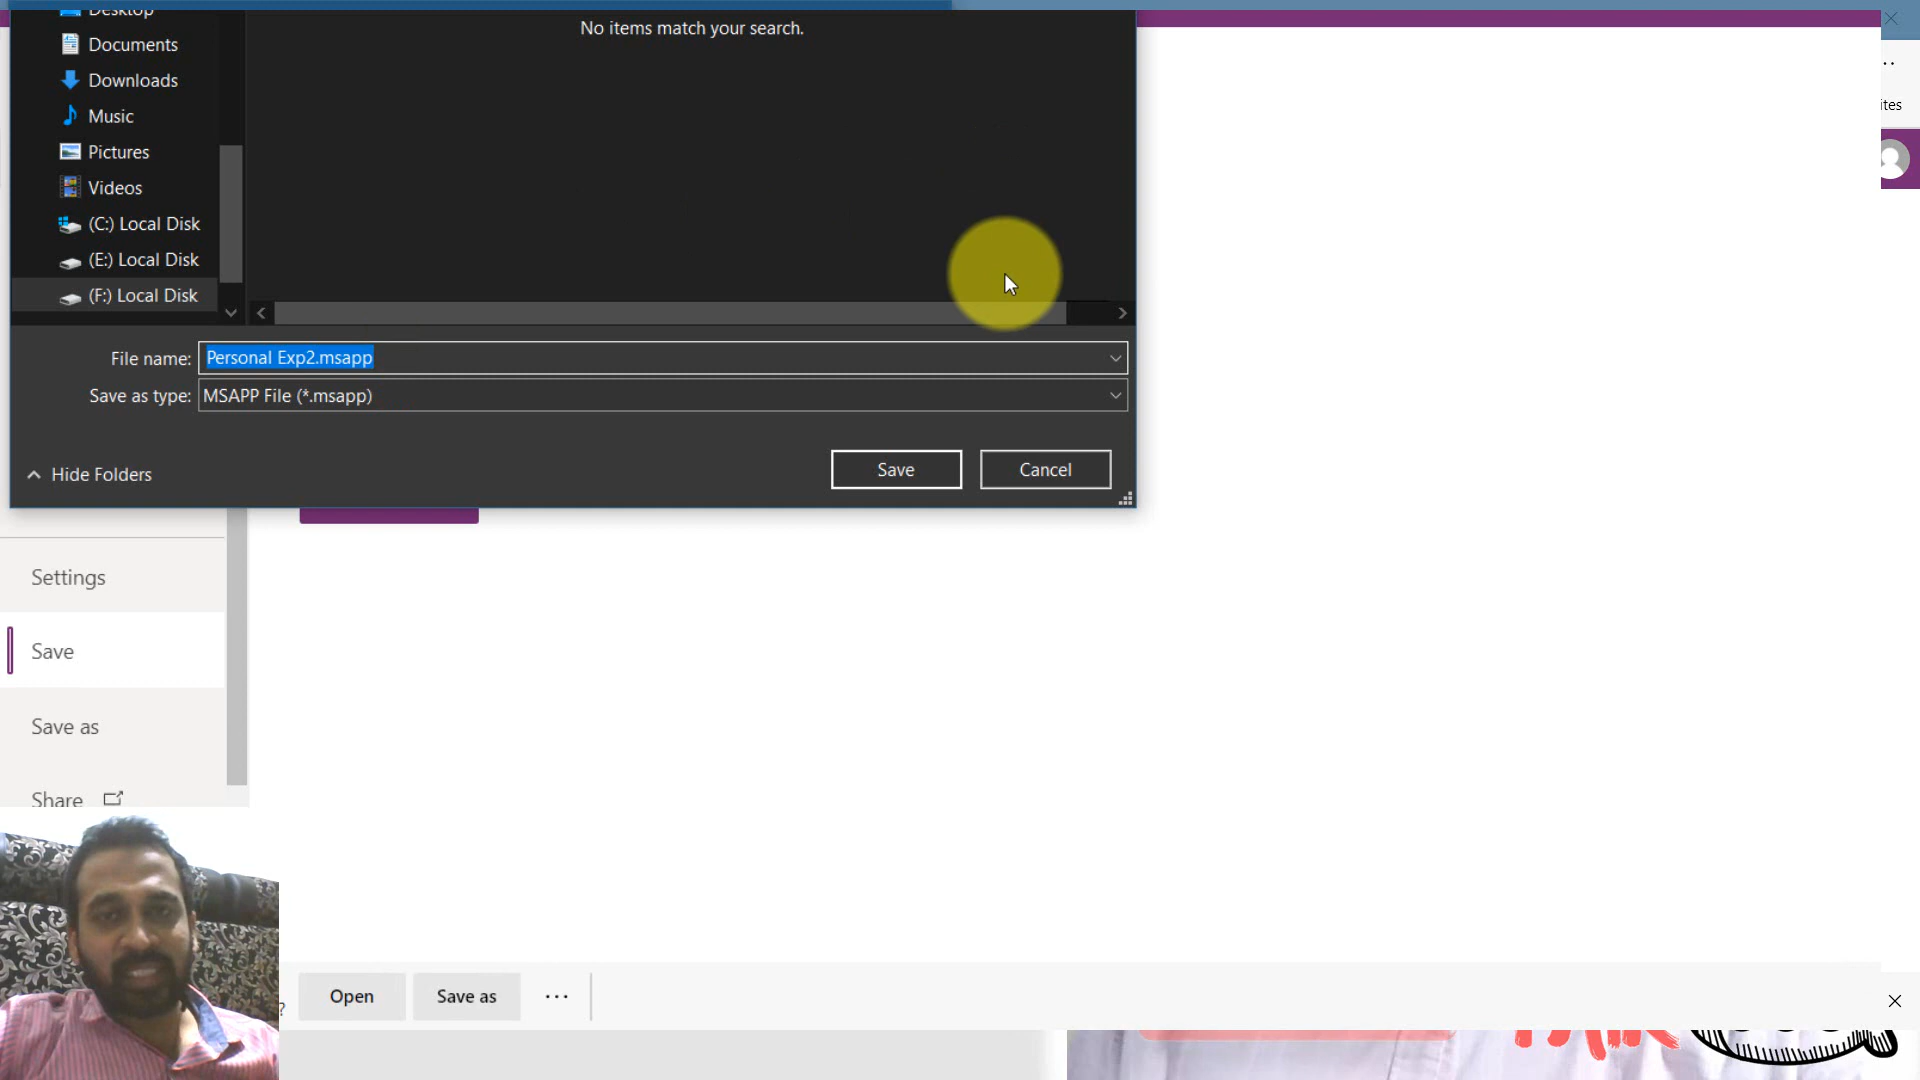 Desktop
No items match your search.
Documents
Downloads
Music
Pictures
Videos
(C:) Local Disk
(E:) Local Disk
(F:) Local Disk
ites
File name: Personal Exp2.msapp
Save as type: MSAPP File (*.msapp)
Hide Folders
Save
Cancel
Settings
Save
Save as
Share
? Open Save as ...